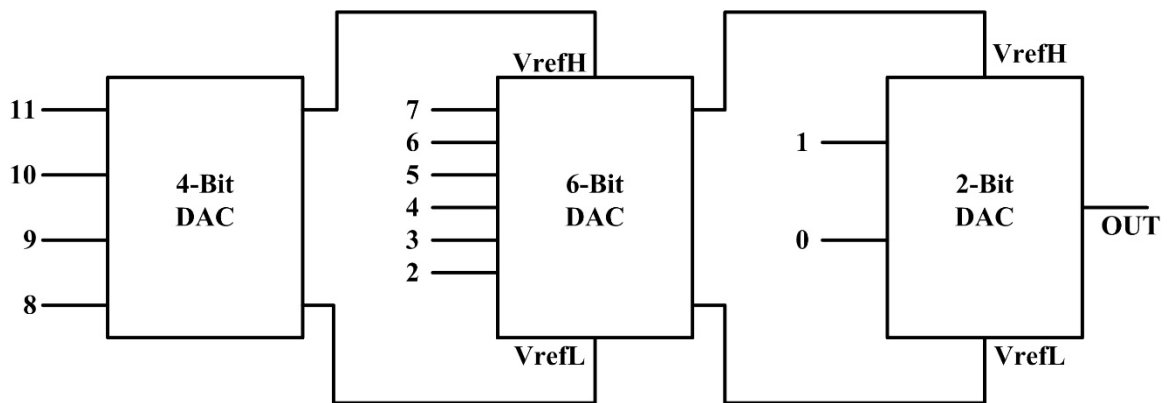 VrefH
VrefH
11
10
9
8
4-Bit
DAC
7
6
5
4
3
2
6-Bit
DAC
1
0
2-Bit
DAC
OUT
VrefL
VrefL